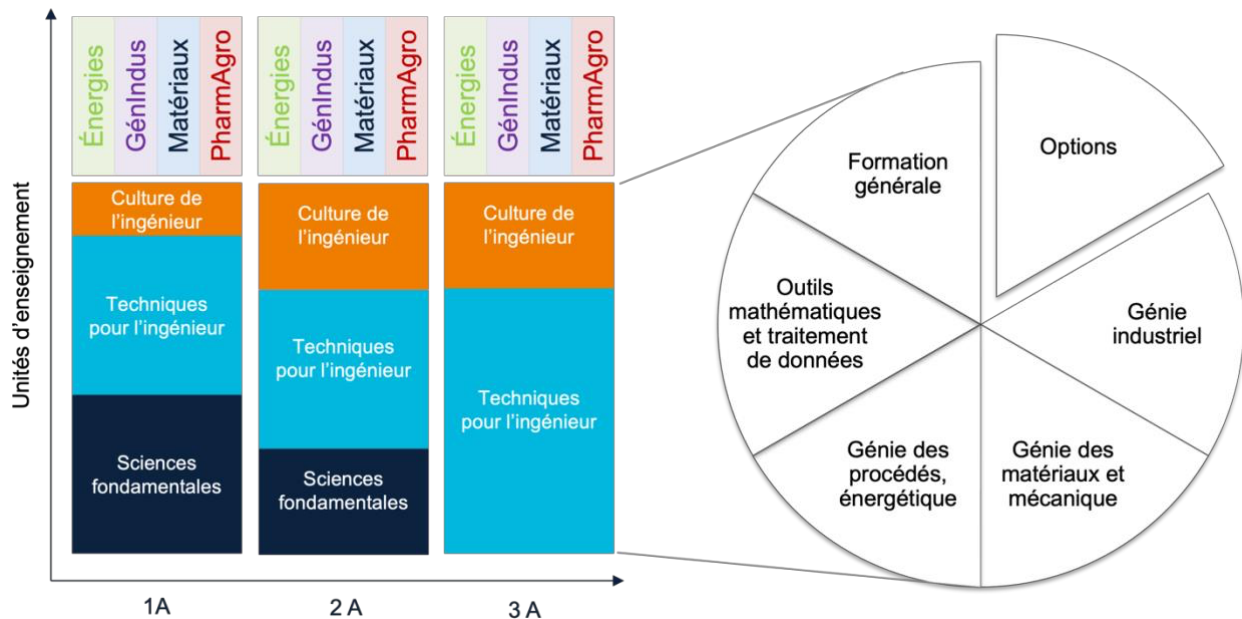 Unités d'enseignement
Énergies
GénIndus
Matériaux
PharmAgro
Énergies
GénIndus
Matériaux
PharmAgro
Énergies
GénIndus
Matériaux
PharmAgro
Culture de
l'ingénieur
Techniques
pour l'ingénieur
Sciences
fondamentales
Culture de
l'ingénieur
Techniques
pour l'ingénieur
Sciences
fondamentales
Culture de
l'ingénieur
Techniques
pour l'ingénieur
1A
2 A
3 A
Options
Formation
générale
Génie
industriel
Outils
mathématiques
et traitement
de données
Génie des
procédés,
énergétique
Génie des
matériaux et
mécanique